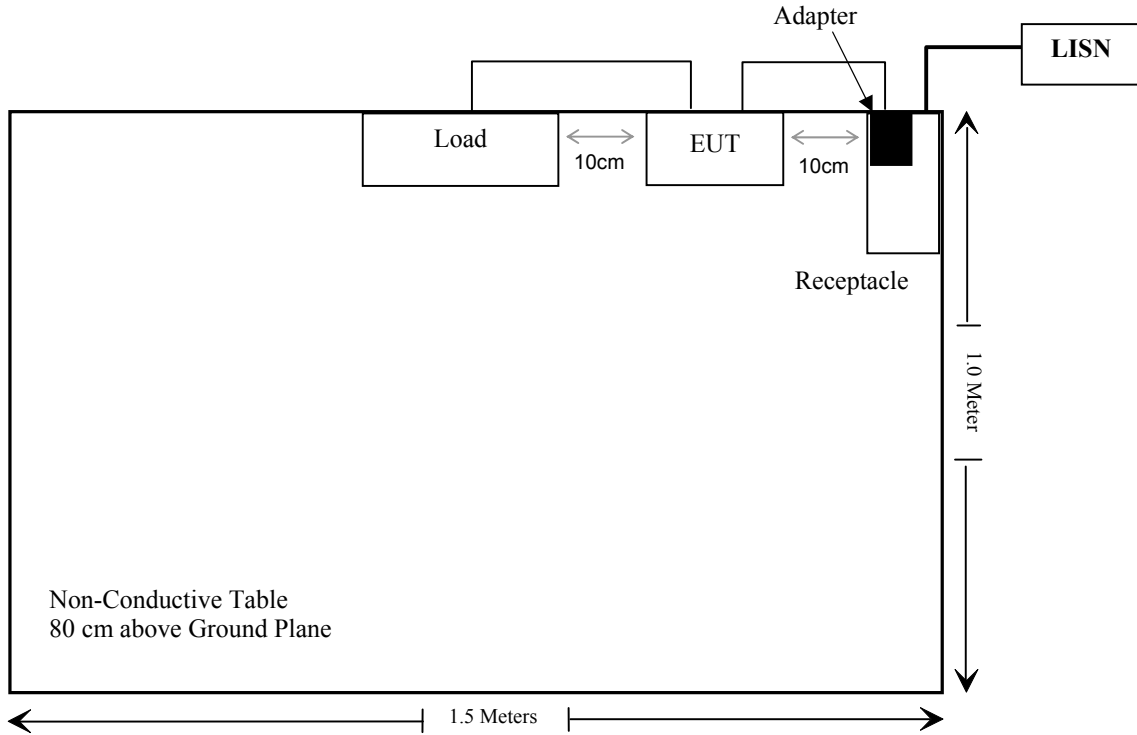 Adapter
LISN
Load
10cm
EUT
10cm
Receptacle
1.0 Meter
Non-Conductive Table
80 cm above Ground Plane
1.5 Meters